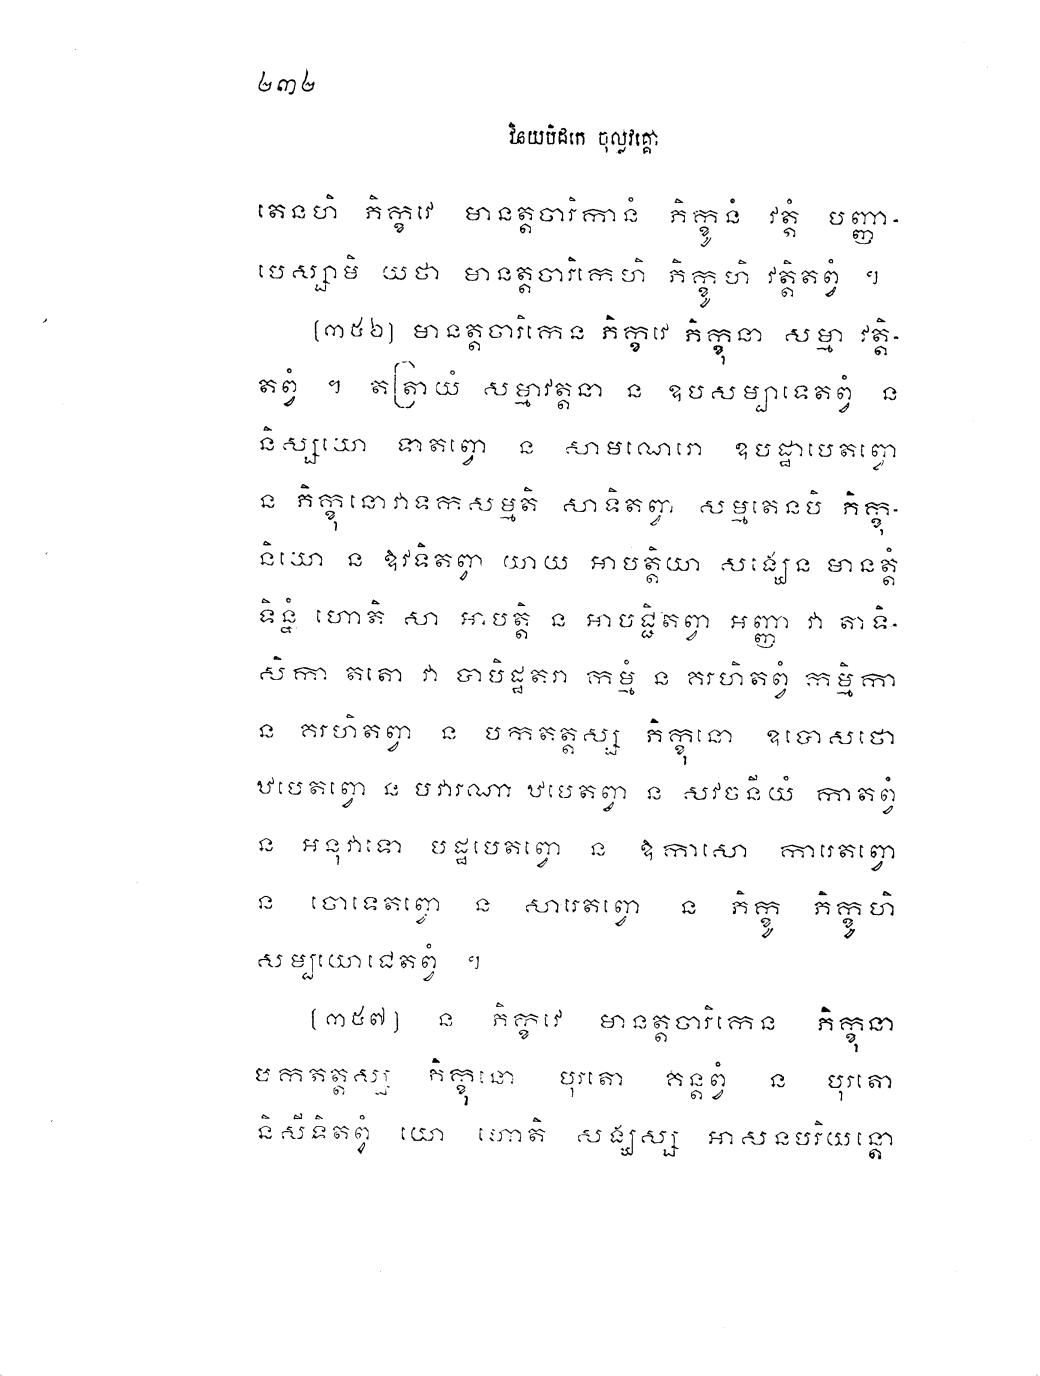 ២៣២
វិនយបិដកេ ចុល្លវគ្គោ
តេនហិ ភិក្ខវេ មានត្តចារិកានំ ភិក្ខូនំ វត្តំ បញ្ញា-
បេស្សាមិ យថា មានត្តចារិកេហិ ភិក្ខូហិ វត្តិតព្វំ ។
(៣៥៦) មានត្តចារិកេន ភិក្ខវេ ភិក្ខុនា សម្មា វត្តិ-
តព្វំ ។ តត្រាយំ សម្មាវត្តនា ន ឧបសម្បាទេតព្វំ ន
និស្សយោ ទាតព្វោ ន សាមណេរោ ឧបដ្ឋាបេតព្វោ
ន ភិក្ខុនោវាទកសម្មតិ សាទិតព្វា សម្មតេនបិ ភិក្ខុ-
និយោ ន ឱវទិតព្វា យាយ អាបត្តិយា សង្ឃេន មានត្តំ
ទិន្នំ ហោតិ សា អាបត្តិ ន អាបជ្ជិតព្វា អញ្ញា វា តាទិ-
សិកា តតោ វា បាបិដ្ឋតរា កម្មំ ន គរហិតព្វំ កម្មិកា
ន គរហិតព្វា ន បកតត្តស្ស ភិក្ខុនោ ឧបោសថោ
ឋបេតព្វោ ន បវារណា ឋបេតព្វា ន សវចនីយំ កាតព្វំ
ន អនុវាទោ បដ្ឋបេតព្វោ ន ឱកាសោ ការេតព្វោ
ន ចោទេតព្វោ ន សារេតព្វោ ន ភិក្ខូ ភិក្ខូហិ
សម្បយោជេតព្វំ ។
(៣៥៧) ន ភិក្ខវេ មានត្តចារិកេន ភិក្ខុនា
បកតត្តស្ស ភិក្ខុនោ បុរតោ គន្តព្វំ ន បុរតោ
និសីទិតព្វំ យោ ហោតិ សង្ឃស្ស អាសនបរិយន្តោ